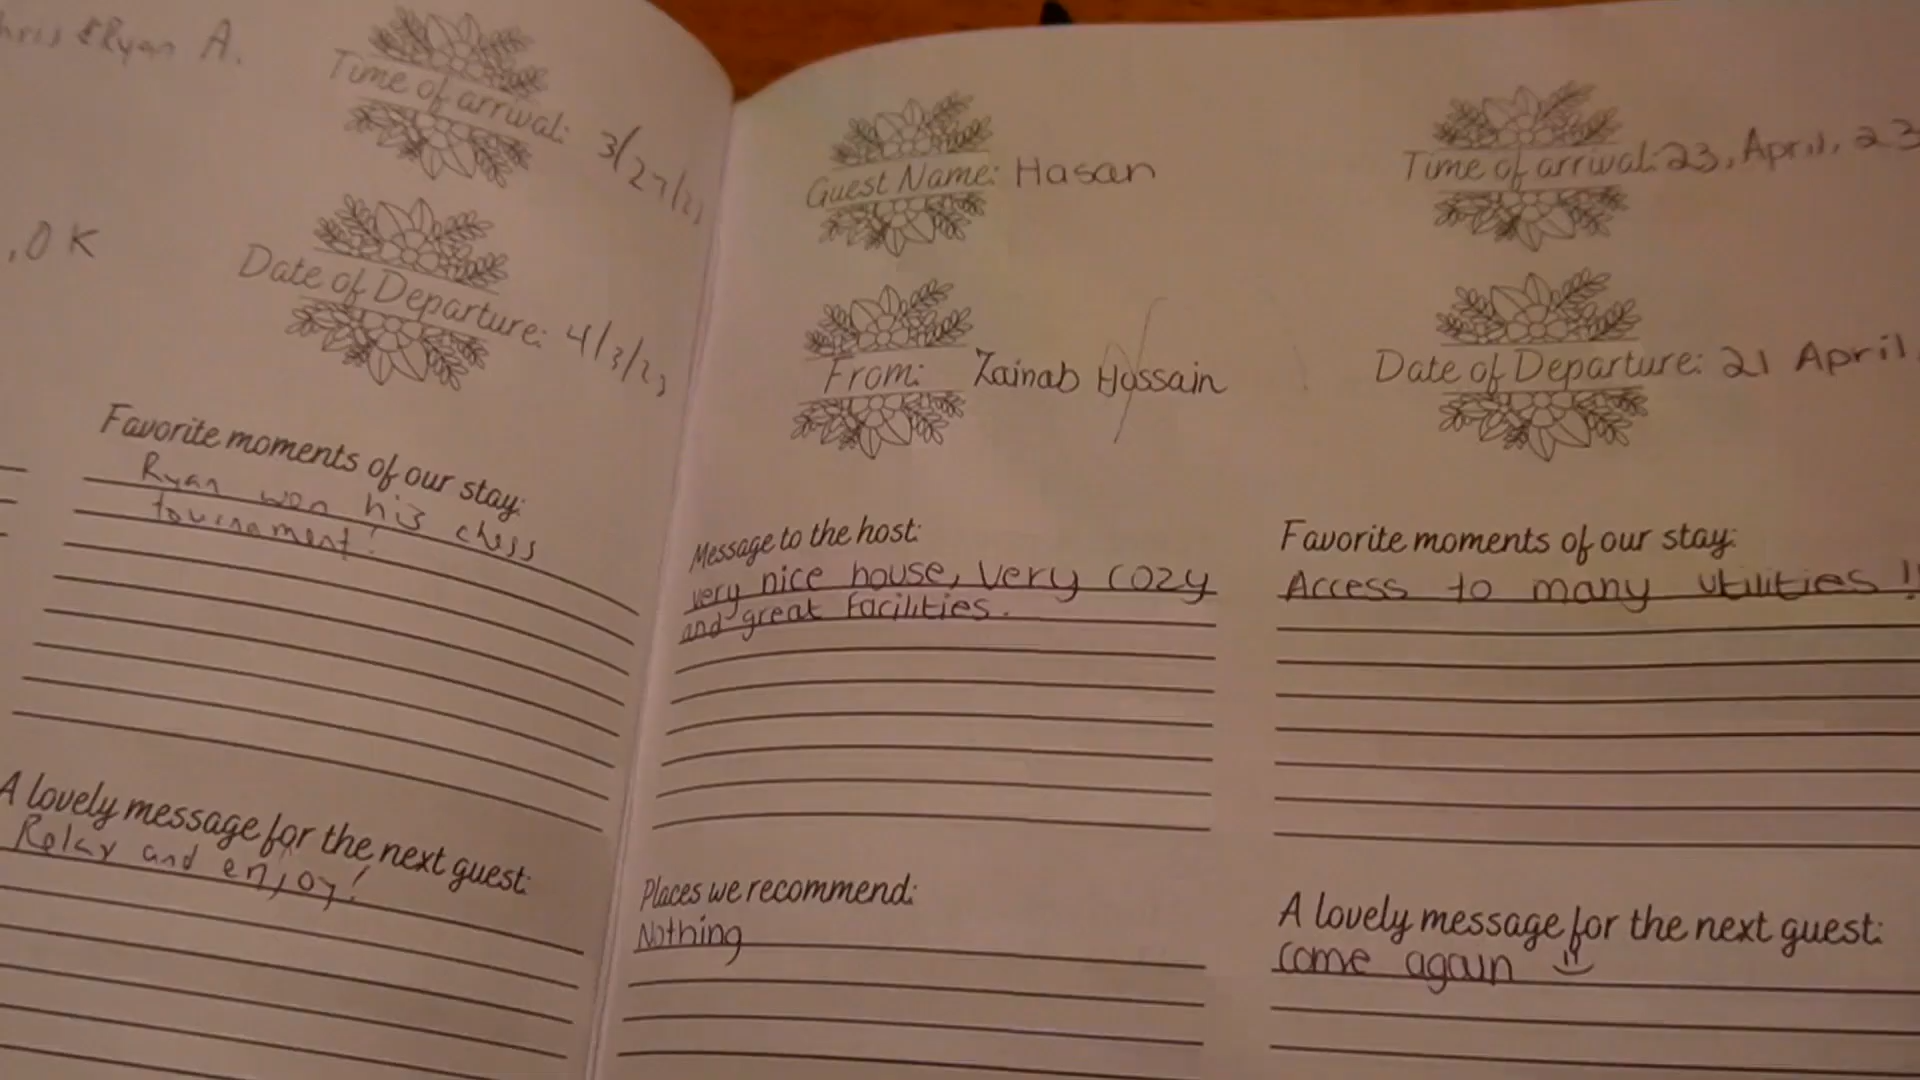 hris & Ryan A.
Time of arrival: 3/27/23
, OK
Date of Departure: 4/3/23
Favorite moments of our stay:
Ryan won his chess
tournament!
A lovely message for the next guest:
Relax and enjoy!
Guest Name: Hasan
Time of arrival: 23, April, 23
From: Zainab Hossain
Date of Departure: 21 April
Message to the host:
very nice house, very cozy
and great facilities.
Favorite moments of our stay:
Access to many utilities !!
Places we recommend:
Nothing
A lovely message for the next guest:
come again